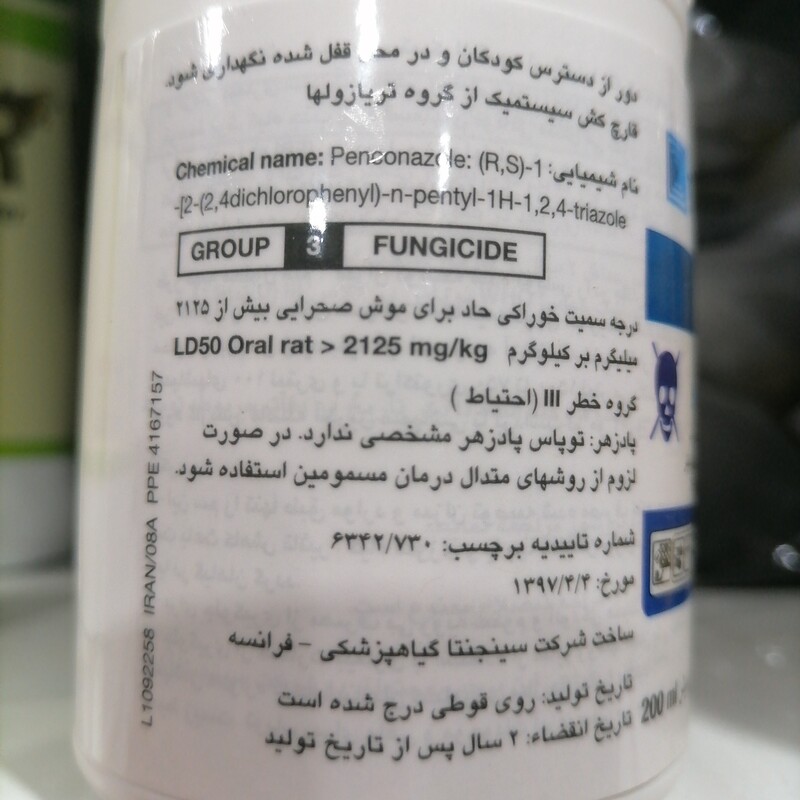 دور از دسترس کودکان و در محل قفل شده نگهداری شود.
قارچ کش سیستمیک از گروه تریازولها
نام شیمیایی: Chemical name: Penconazole: (R,S)-1
-[2-(2,4dichlorophenyl)-n-pentyl-1H-1,2,4-triazole
GROUP 3 FUNGICIDE
درجه سمیت خوراکی حاد برای موش صحرایی بیش از ۲۱۲۵
میلیگرم بر کیلوگرم LD50 Oral rat > 2125 mg/kg
گروه خطر III (احتیاط )
پادزهر: توپاس پادزهر مشخصی ندارد. در صورت
لزوم از روشهای متدال درمان مسمومین استفاده شود.
شماره تاییدیه برچسب: ۶۳۴۲/۷۳۰
مورخ: ۱۳۹۷/۴/۴
ساخت شرکت سینجنتا گیاهپزشکی - فرانسه
تاریخ تولید: روی قوطی درج شده است
تاریخ انقضاء: ۲ سال پس از تاریخ تولید
200 ml
L1092258 IRAN/08A PPE 4167157
R